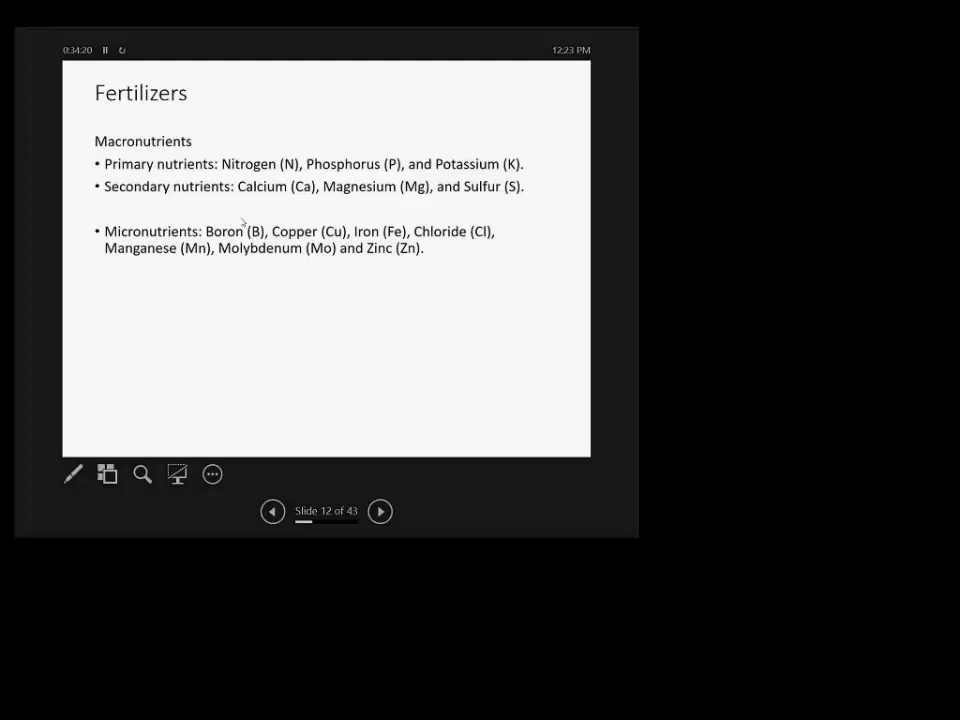 0:34:20
12:23 PM
Fertilizers
Macronutrients
• Primary nutrients: Nitrogen (N), Phosphorus (P), and Potassium (K).
• Secondary nutrients: Calcium (Ca), Magnesium (Mg), and Sulfur (S).
• Micronutrients: Boron (B), Copper (Cu), Iron (Fe), Chloride (Cl),
Manganese (Mn), Molybdenum (Mo) and Zinc (Zn).
Slide 12 of 43